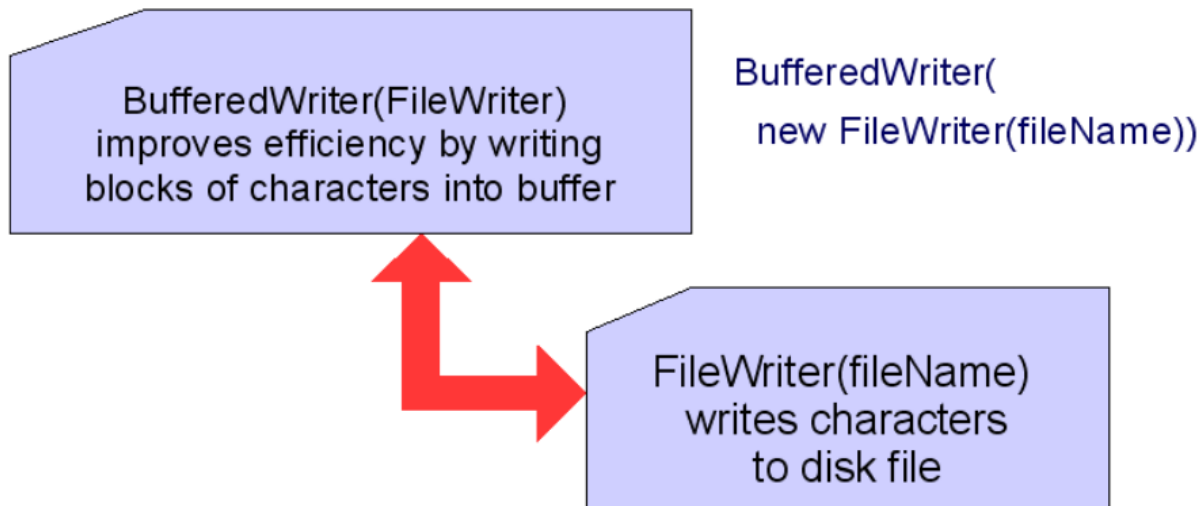 BufferedWriter(FileWriter)
improves efficiency by writing
blocks of characters into buffer
BufferedWriter(
new FileWriter(fileName))
FileWriter(fileName)
writes characters
to disk file